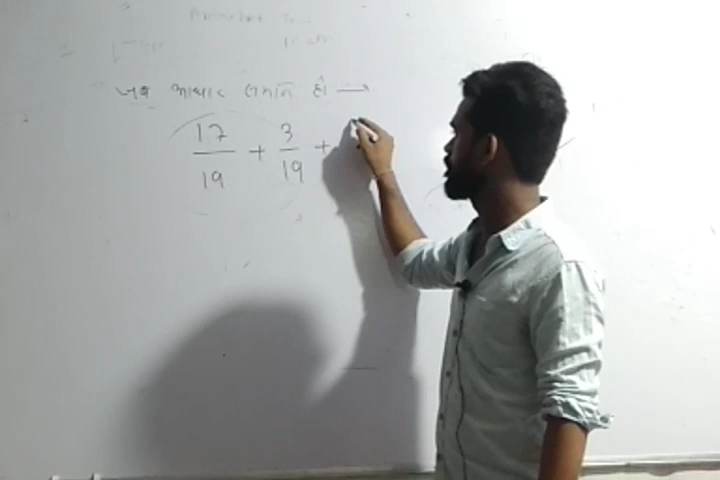 जब आधार समान हो →
17/19 + 3/19 +